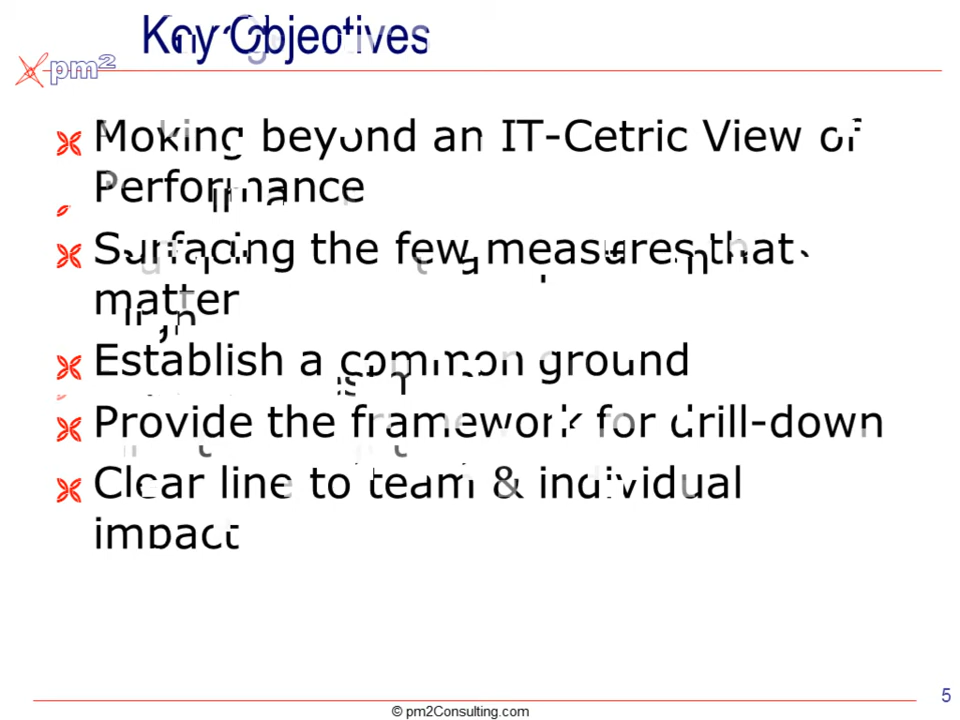 Key Objectives
pm2
Moving beyond an IT-Cetric View of
Performance
Surfacing the few measures that
matter
Establish a common ground
Provide the framework for drill-down
Clear line to team & individual
impact
5
© pm2Consulting.com